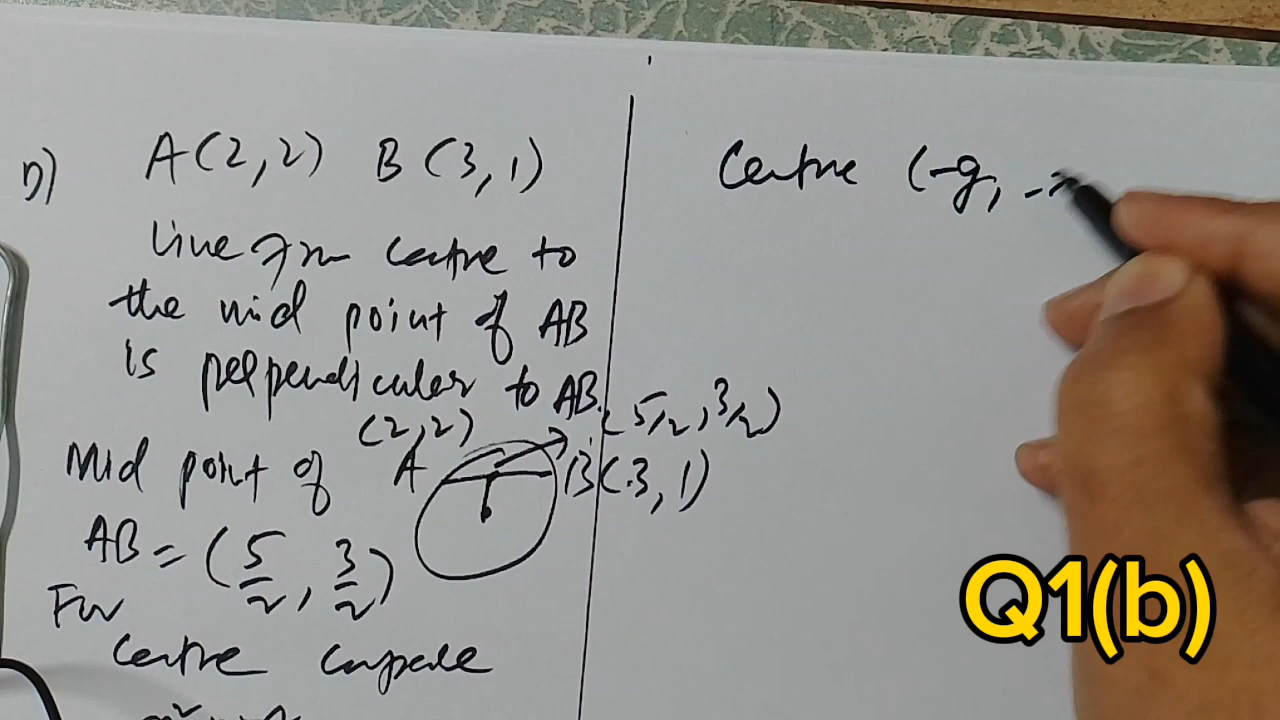 b)
A(2,2) B(3,1)
Line from centre to
the mid point of AB
is perpendicular to AB.
(2,2)
(5/2, 3/2)
A
B(3,1)
Mid point of
AB = (5/2, 3/2)
For
Centre compare
Centre (-g, -
Q1(b)